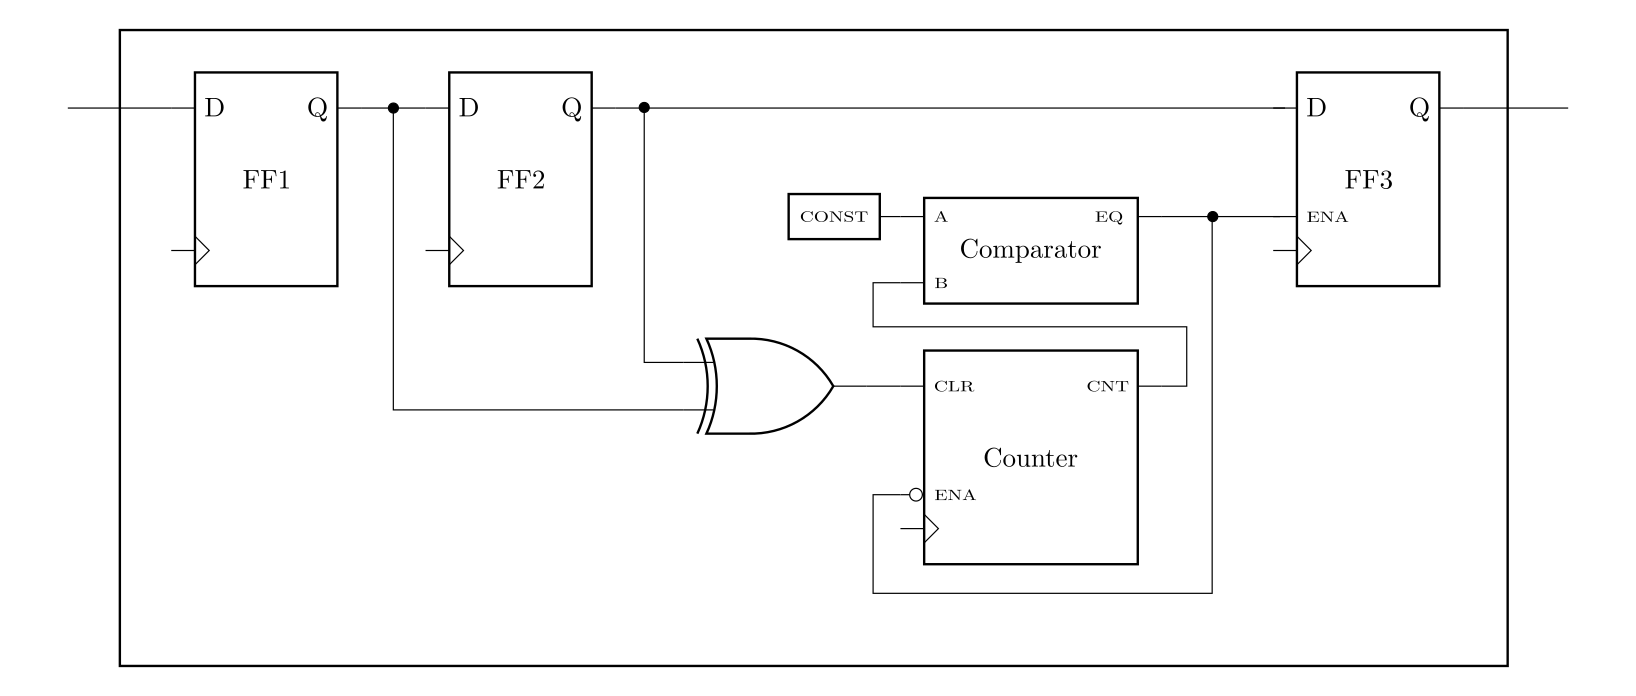 D Q
FF1
D Q
FF2
D Q
FF3
ENA
CONST
A EQ
Comparator
B
CLR CNT
Counter
ENA